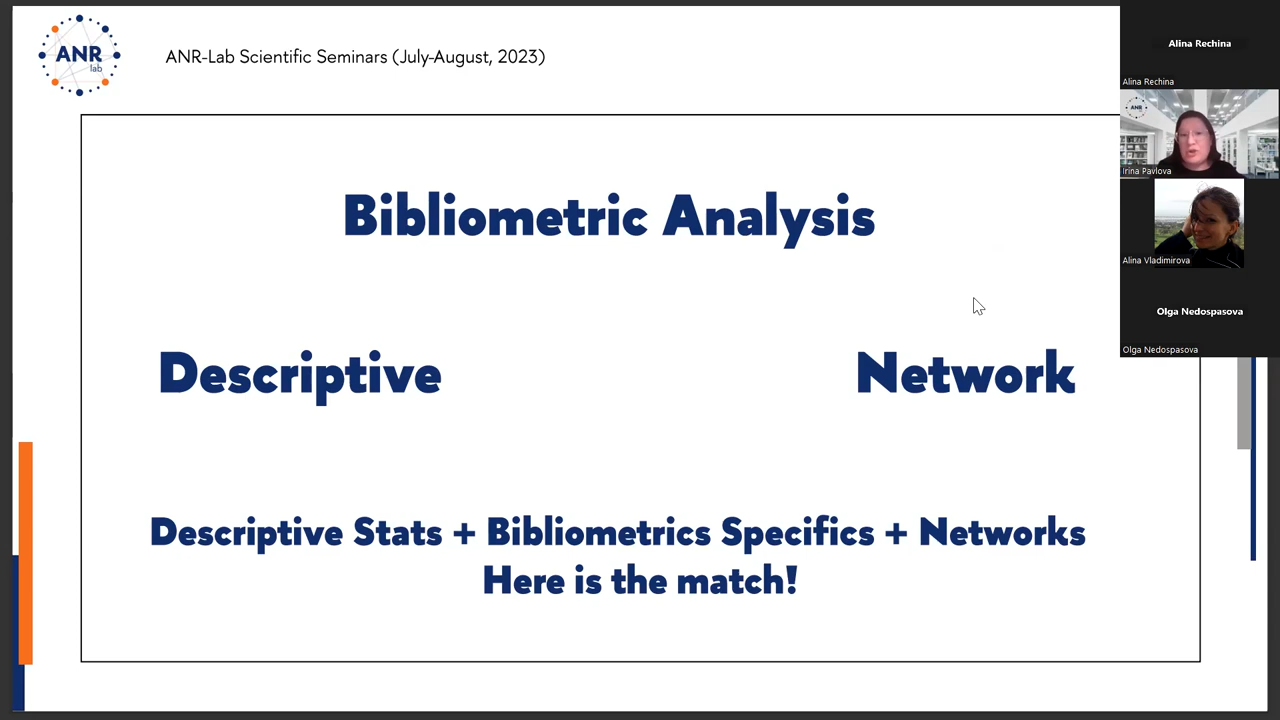 ANR
lab
ANR-Lab Scientific Seminars (July-August, 2023)
Bibliometric Analysis
Descriptive
Network
Descriptive Stats + Bibliometrics Specifics + Networks
Here is the match!
Alina Rechina
Alina Rechina
ANR
Irina Pavlova
Alina Vladimirova
Olga Nedospasova
Olga Nedospasova